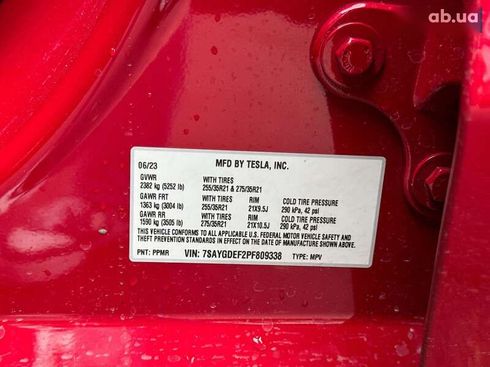 ab.ua
06/23 MFD BY TESLA, INC.
GVWR WITH TIRES
2382 kg (5252 lb) 255/35R21 & 275/35R21
GAWR FRT WITH TIRES RIM COLD TIRE PRESSURE
1363 kg (3004 lb) 255/35R21 21X9.5J 290 kPa, 42 psi
GAWR RR WITH TIRES RIM COLD TIRE PRESSURE
1590 kg (3505 lb) 275/35R21 21X10.5J 290 kPa, 42 psi
THIS VEHICLE CONFORMS TO ALL APPLICABLE U.S. FEDERAL MOTOR VEHICLE SAFETY AND
THEFT PREVENTION STANDARDS IN EFFECT ON THE DATE OF MANUFACTURE SHOWN ABOVE.
PNT: PPMR VIN: 7SAYGDEF2PF809338 TYPE: MPV